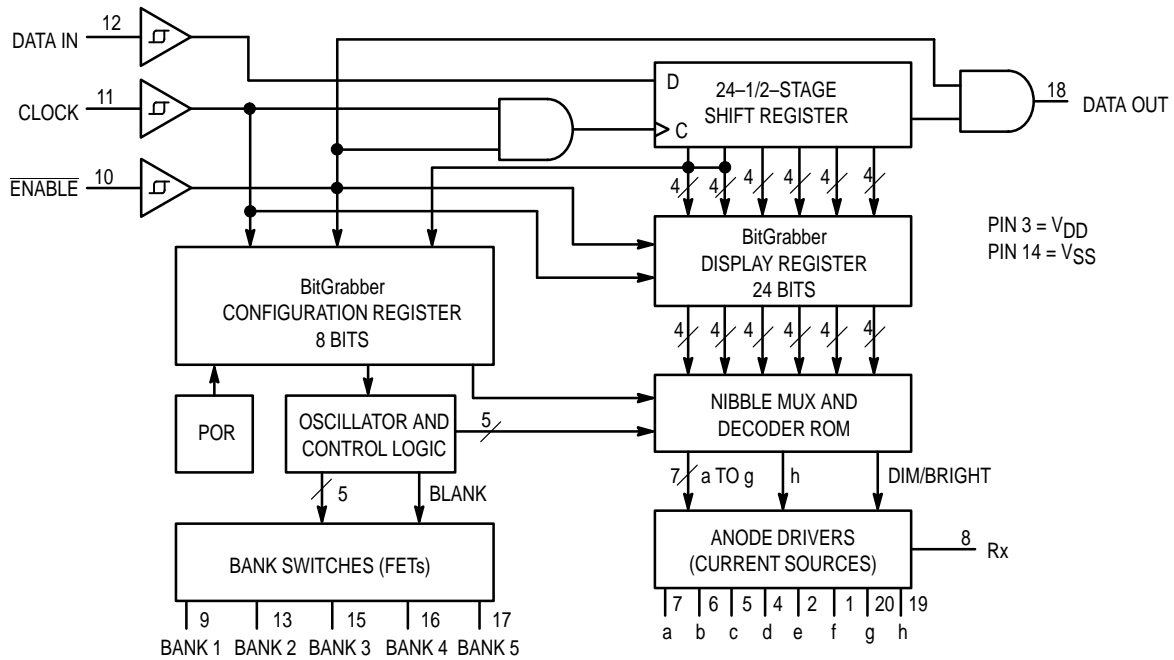 12
DATA IN
11
CLOCK
10
ENABLE
D
C
24–1/2–STAGE
SHIFT REGISTER
18
DATA OUT
4 4 4 4 4 4
PIN 3 = VDD
PIN 14 = VSS
BitGrabber
CONFIGURATION REGISTER
8 BITS
BitGrabber
DISPLAY REGISTER
24 BITS
4 4 4 4 4 4
POR
OSCILLATOR AND
CONTROL LOGIC
5
NIBBLE MUX AND
DECODER ROM
5
BLANK
7 a TO g
h
DIM/BRIGHT
BANK SWITCHES (FETs)
ANODE DRIVERS
(CURRENT SOURCES)
8
Rx
9 13 15 16 17
BANK 1 BANK 2 BANK 3 BANK 4 BANK 5
7 6 5 4 2 1 20 19
a b c d e f g h